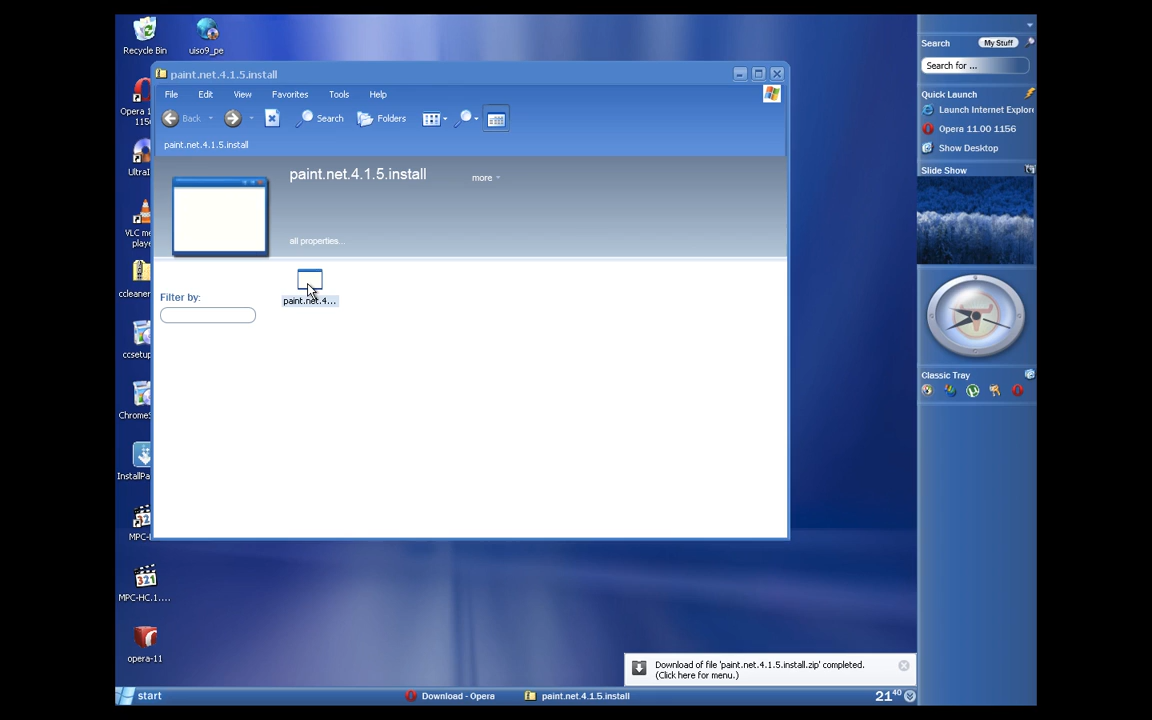 Recycle Bin
uiso9_pe
Opera 1
115
UltraI
VLC me
playe
ccleaner
ccsetup
ChromeS
InstallPa
MPC-H
MPC-HC.1....
opera-11
paint.net.4.1.5.install
File Edit View Favorites Tools Help
Back Search Folders
paint.net.4.1.5.install
paint.net.4.1.5.install
more
all properties...
Filter by:
paint.net.4...
Search My Stuff
Search for ...
Quick Launch
Launch Internet Explor
Opera 11.00 1156
Show Desktop
Slide Show
Classic Tray
Download of file 'paint.net.4.1.5.install.zip' completed.
(Click here for menu.)
start
Download - Opera
paint.net.4.1.5.install
21 40